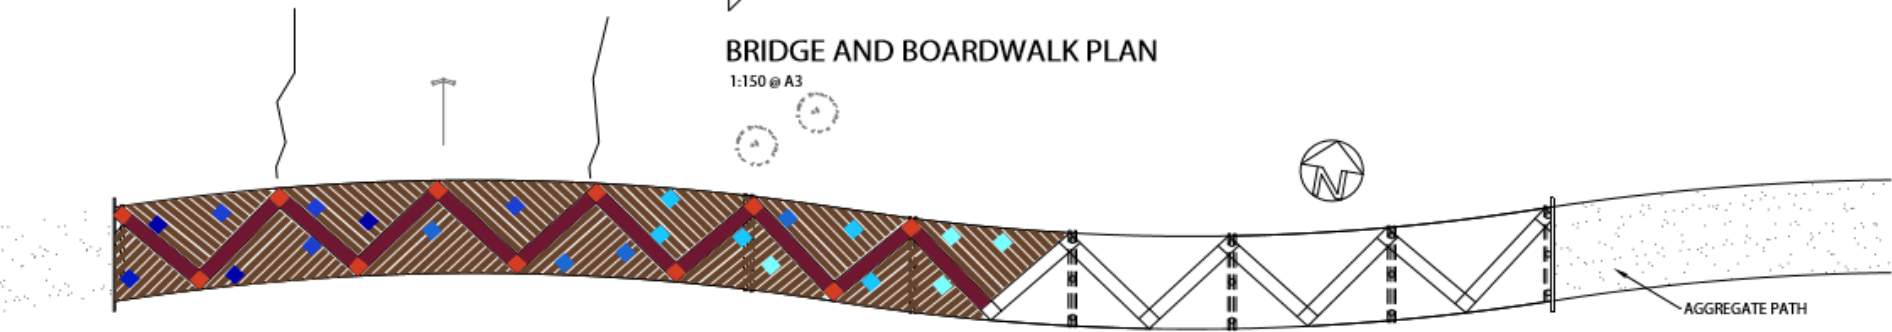 BRIDGE AND BOARDWALK PLAN
1:150 @ A3
N
AGGREGATE PATH